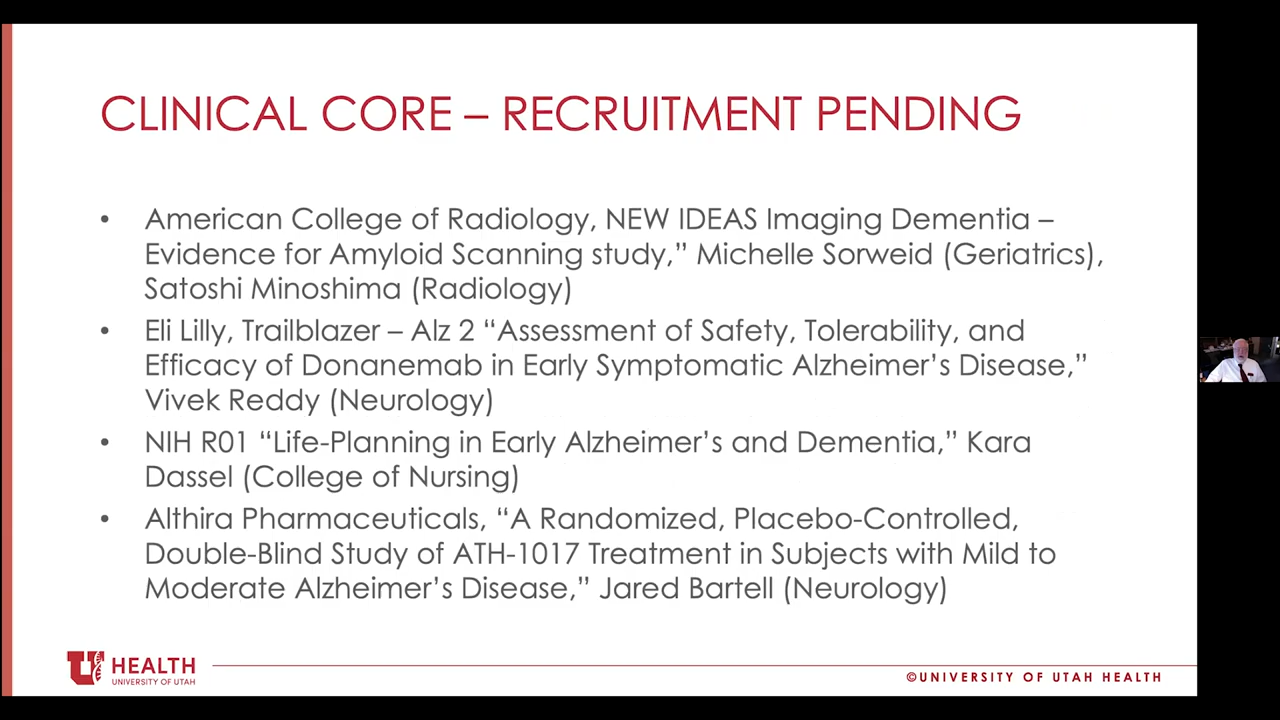 CLINICAL CORE – RECRUITMENT PENDING
• American College of Radiology, NEW IDEAS Imaging Dementia –
Evidence for Amyloid Scanning study,” Michelle Sorweid (Geriatrics),
Satoshi Minoshima (Radiology)
• Eli Lilly, Trailblazer – Alz 2 “Assessment of Safety, Tolerability, and
Efficacy of Donanemab in Early Symptomatic Alzheimer’s Disease,”
Vivek Reddy (Neurology)
• NIH R01 “Life-Planning in Early Alzheimer’s and Dementia,” Kara
Dassel (College of Nursing)
• Althira Pharmaceuticals, “A Randomized, Placebo-Controlled,
Double-Blind Study of ATH-1017 Treatment in Subjects with Mild to
Moderate Alzheimer’s Disease,” Jared Bartell (Neurology)
U HEALTH
UNIVERSITY OF UTAH
©UNIVERSITY OF UTAH HEALTH